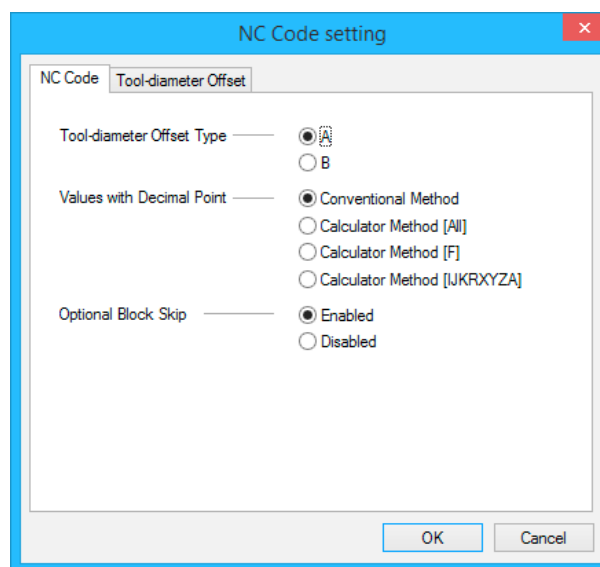 NC Code setting
NC Code Tool-diameter Offset
Tool-diameter Offset Type A
B
Values with Decimal Point Conventional Method
Calculator Method [All]
Calculator Method [F]
Calculator Method [IJKRXYZA]
Optional Block Skip Enabled
Disabled
OK Cancel